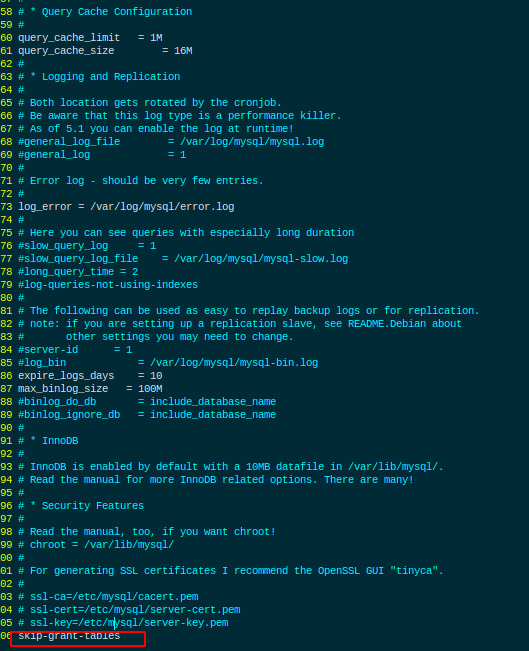 58 # * Query Cache Configuration
59 #
60 query_cache_limit = 1M
61 query_cache_size = 16M
62 #
63 # * Logging and Replication
64 #
65 # Both location gets rotated by the cronjob.
66 # Be aware that this log type is a performance killer.
67 # As of 5.1 you can enable the log at runtime!
68 #general_log_file = /var/log/mysql/mysql.log
69 #general_log = 1
70 #
71 # Error log - should be very few entries.
72 #
73 log_error = /var/log/mysql/error.log
74 #
75 # Here you can see queries with especially long duration
76 #slow_query_log = 1
77 #slow_query_log_file = /var/log/mysql/mysql-slow.log
78 #long_query_time = 2
79 #log-queries-not-using-indexes
80 #
81 # The following can be used as easy to replay backup logs or for replication.
82 # note: if you are setting up a replication slave, see README.Debian about
83 # other settings you may need to change.
84 #server-id = 1
85 #log_bin = /var/log/mysql/mysql-bin.log
86 expire_logs_days = 10
87 max_binlog_size = 100M
88 #binlog_do_db = include_database_name
89 #binlog_ignore_db = include_database_name
90 #
91 # * InnoDB
92 #
93 # InnoDB is enabled by default with a 10MB datafile in /var/lib/mysql/.
94 # Read the manual for more InnoDB related options. There are many!
95 #
96 # * Security Features
97 #
98 # Read the manual, too, if you want chroot!
99 # chroot = /var/lib/mysql/
00 #
01 # For generating SSL certificates I recommend the OpenSSL GUI "tinyca".
02 #
03 # ssl-ca=/etc/mysql/cacert.pem
04 # ssl-cert=/etc/mysql/server-cert.pem
05 # ssl-key=/etc/mysql/server-key.pem
06 skip-grant-tables